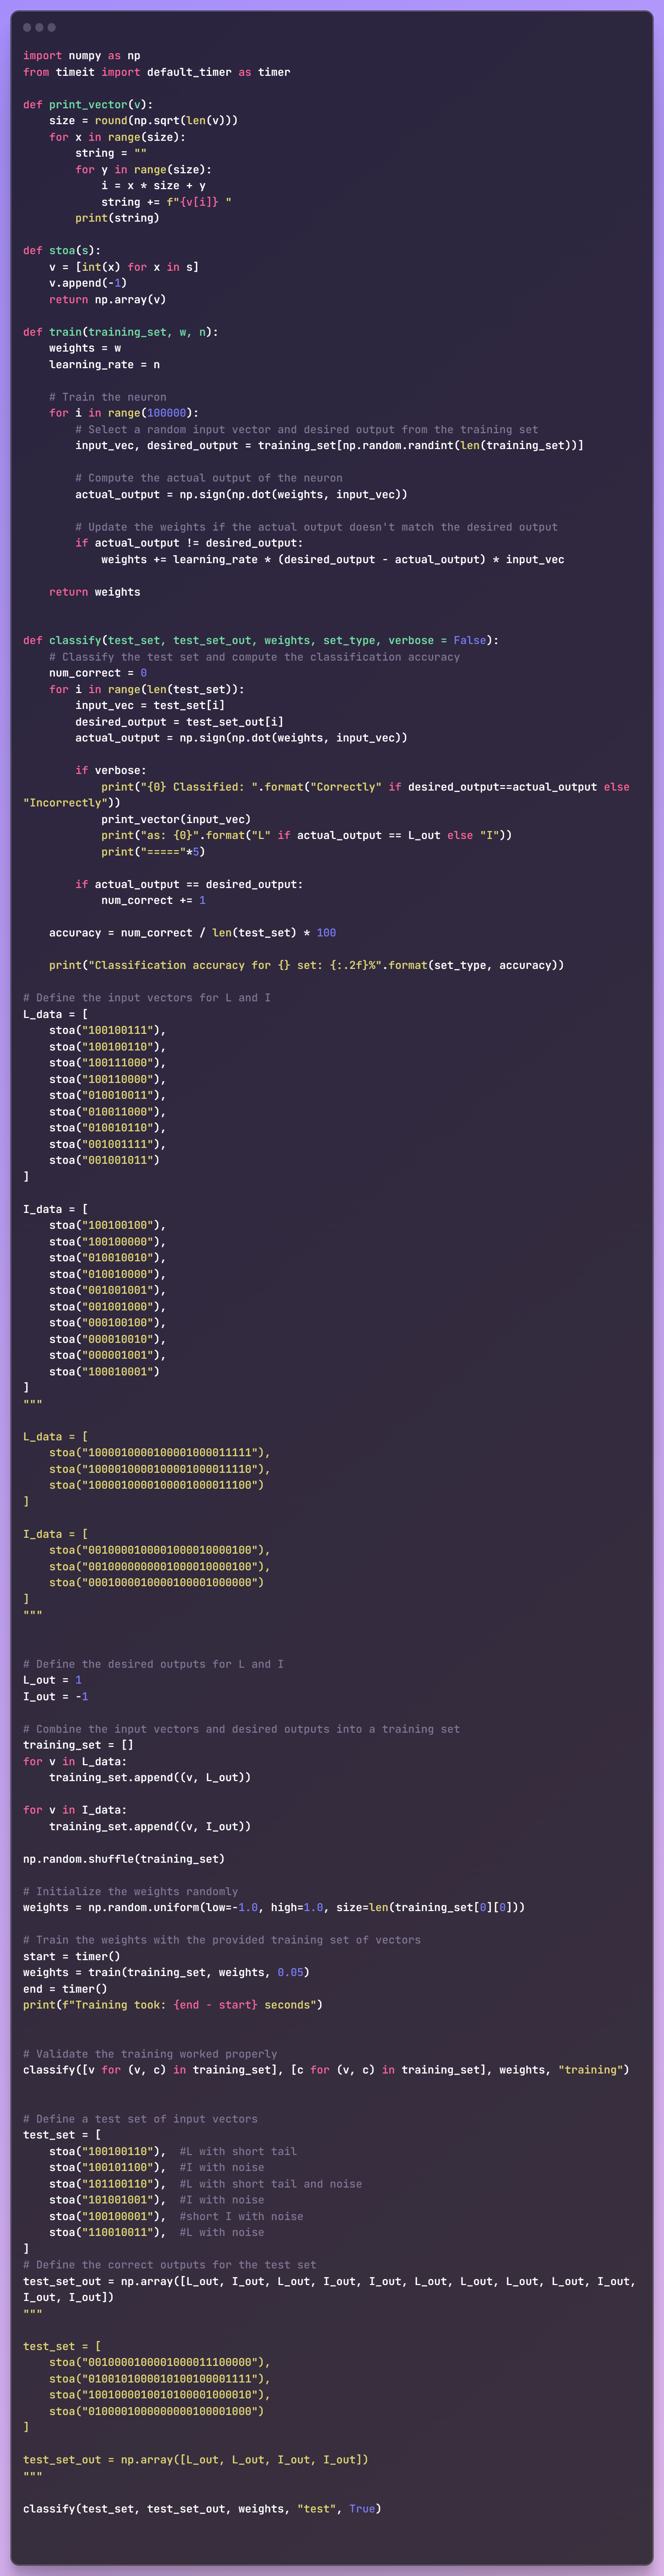 import numpy as np
from timeit import default_timer as timer

def print_vector(v):
    size = round(np.sqrt(len(v)))
    for x in range(size):
        string = ""
        for y in range(size):
            i = x * size + y
            string += f"{v[i]} "
        print(string)

def stoa(s):
    v = [int(x) for x in s]
    v.append(-1)
    return np.array(v)

def train(training_set, w, n):
    weights = w
    learning_rate = n

    # Train the neuron
    for i in range(100000):
        # Select a random input vector and desired output from the training set
        input_vec, desired_output = training_set[np.random.randint(len(training_set))]

        # Compute the actual output of the neuron
        actual_output = np.sign(np.dot(weights, input_vec))

        # Update the weights if the actual output doesn't match the desired output
        if actual_output != desired_output:
            weights += learning_rate * (desired_output - actual_output) * input_vec

    return weights


def classify(test_set, test_set_out, weights, set_type, verbose = False):
    # Classify the test set and compute the classification accuracy
    num_correct = 0
    for i in range(len(test_set)):
        input_vec = test_set[i]
        desired_output = test_set_out[i]
        actual_output = np.sign(np.dot(weights, input_vec))

        if verbose:
            print("{0} Classified: ".format("Correctly" if desired_output==actual_output else
"Incorrectly"))
            print_vector(input_vec)
            print("as: {0}".format("L" if actual_output == L_out else "I"))
            print("====="*5)

        if actual_output == desired_output:
            num_correct += 1

    accuracy = num_correct / len(test_set) * 100

    print("Classification accuracy for {} set: {:.2f}%".format(set_type, accuracy))

# Define the input vectors for L and I
L_data = [
    stoa("100100111"),
    stoa("100100110"),
    stoa("100111000"),
    stoa("100110000"),
    stoa("010010011"),
    stoa("010011000"),
    stoa("010010110"),
    stoa("001001111"),
    stoa("001001011")
]

I_data = [
    stoa("100100100"),
    stoa("100100000"),
    stoa("010010010"),
    stoa("010010000"),
    stoa("001001001"),
    stoa("001001000"),
    stoa("000100100"),
    stoa("000010010"),
    stoa("000001001"),
    stoa("100010001")
]
"""

L_data = [
    stoa("1000010000100001000011111"),
    stoa("1000010000100001000011110"),
    stoa("1000010000100001000011100")
]

I_data = [
    stoa("0010000100001000010000100"),
    stoa("0010000000001000010000100"),
    stoa("0001000010000100001000000")
]
"""


# Define the desired outputs for L and I
L_out = 1
I_out = -1

# Combine the input vectors and desired outputs into a training set
training_set = []
for v in L_data:
    training_set.append((v, L_out))

for v in I_data:
    training_set.append((v, I_out))

np.random.shuffle(training_set)

# Initialize the weights randomly
weights = np.random.uniform(low=-1.0, high=1.0, size=len(training_set[0][0]))

# Train the weights with the provided training set of vectors
start = timer()
weights = train(training_set, weights, 0.05)
end = timer()
print(f"Training took: {end - start} seconds")


# Validate the training worked properly
classify([v for (v, c) in training_set], [c for (v, c) in training_set], weights, "training")


# Define a test set of input vectors
test_set = [
    stoa("100100110"),  #L with short tail
    stoa("100101100"),  #I with noise
    stoa("101100110"),  #L with short tail and noise
    stoa("101001001"),  #I with noise
    stoa("100100001"),  #short I with noise
    stoa("110010011"),  #L with noise
]
# Define the correct outputs for the test set
test_set_out = np.array([L_out, I_out, L_out, I_out, I_out, L_out, L_out, L_out, L_out, I_out,
I_out, I_out])
"""

test_set = [
    stoa("0010000100001000011100000"),
    stoa("0100101000010100100001111"),
    stoa("1001000010010100001000010"),
    stoa("0100001000000000100001000")
]

test_set_out = np.array([L_out, L_out, I_out, I_out])
"""

classify(test_set, test_set_out, weights, "test", True)